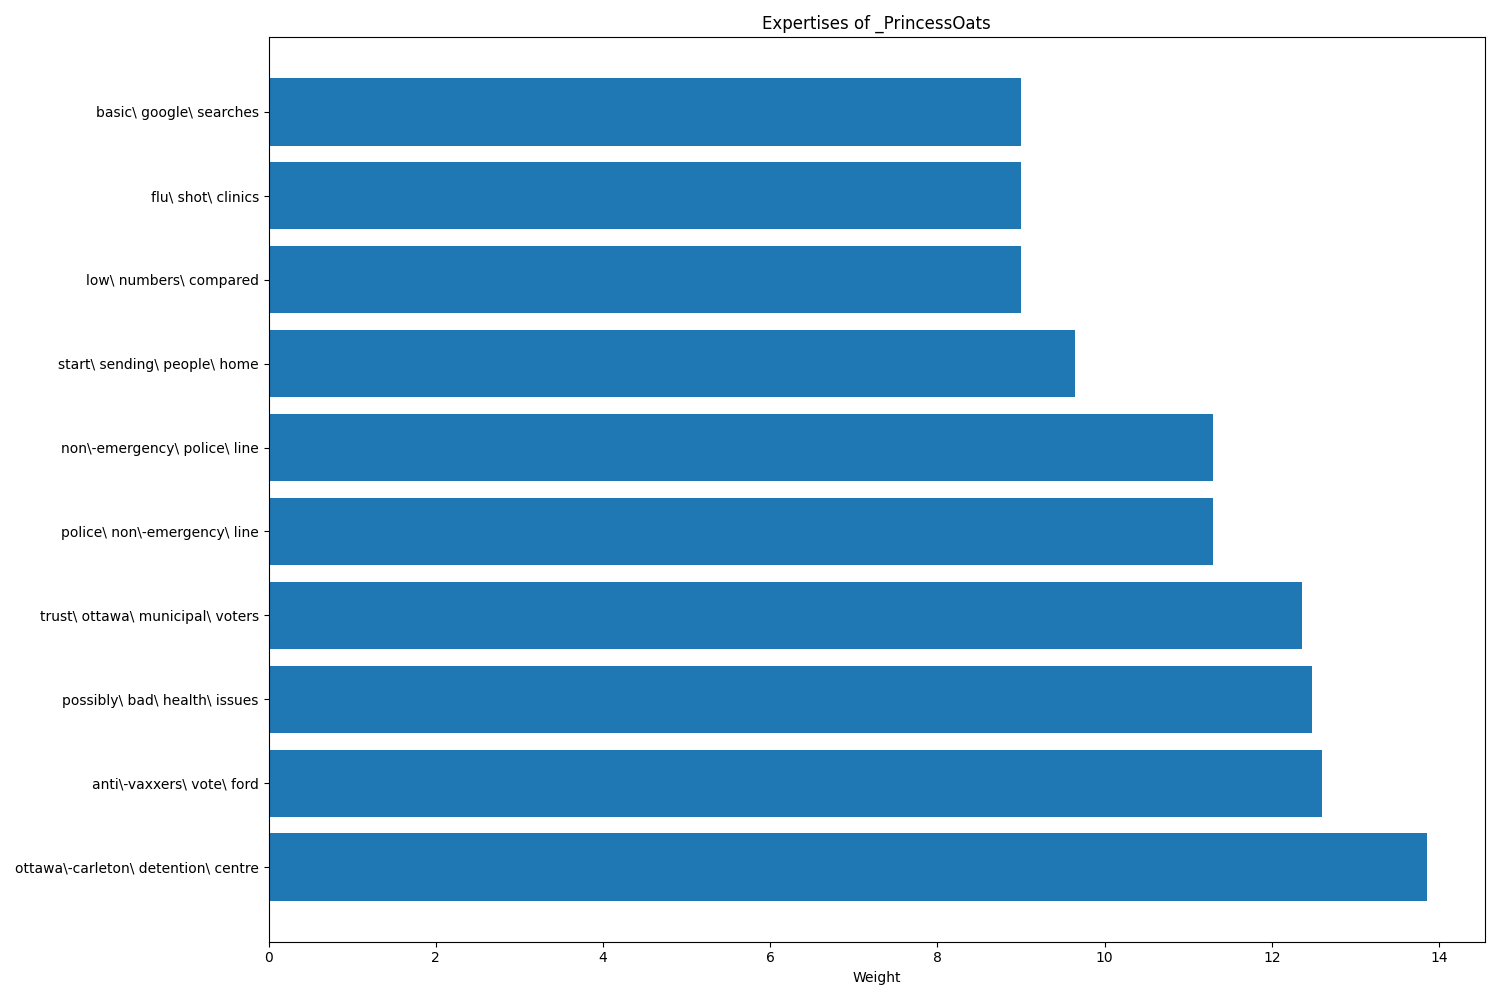 Expertises of _PrincessOats
basic\ google\ searches
flu\ shot\ clinics
low\ numbers\ compared
start\ sending\ people\ home
non\-emergency\ police\ line
police\ non\-emergency\ line
trust\ ottawa\ municipal\ voters
possibly\ bad\ health\ issues
anti\-vaxxers\ vote\ ford
ottawa\-carleton\ detention\ centre
0 2 4 6 8 10 12 14
Weight